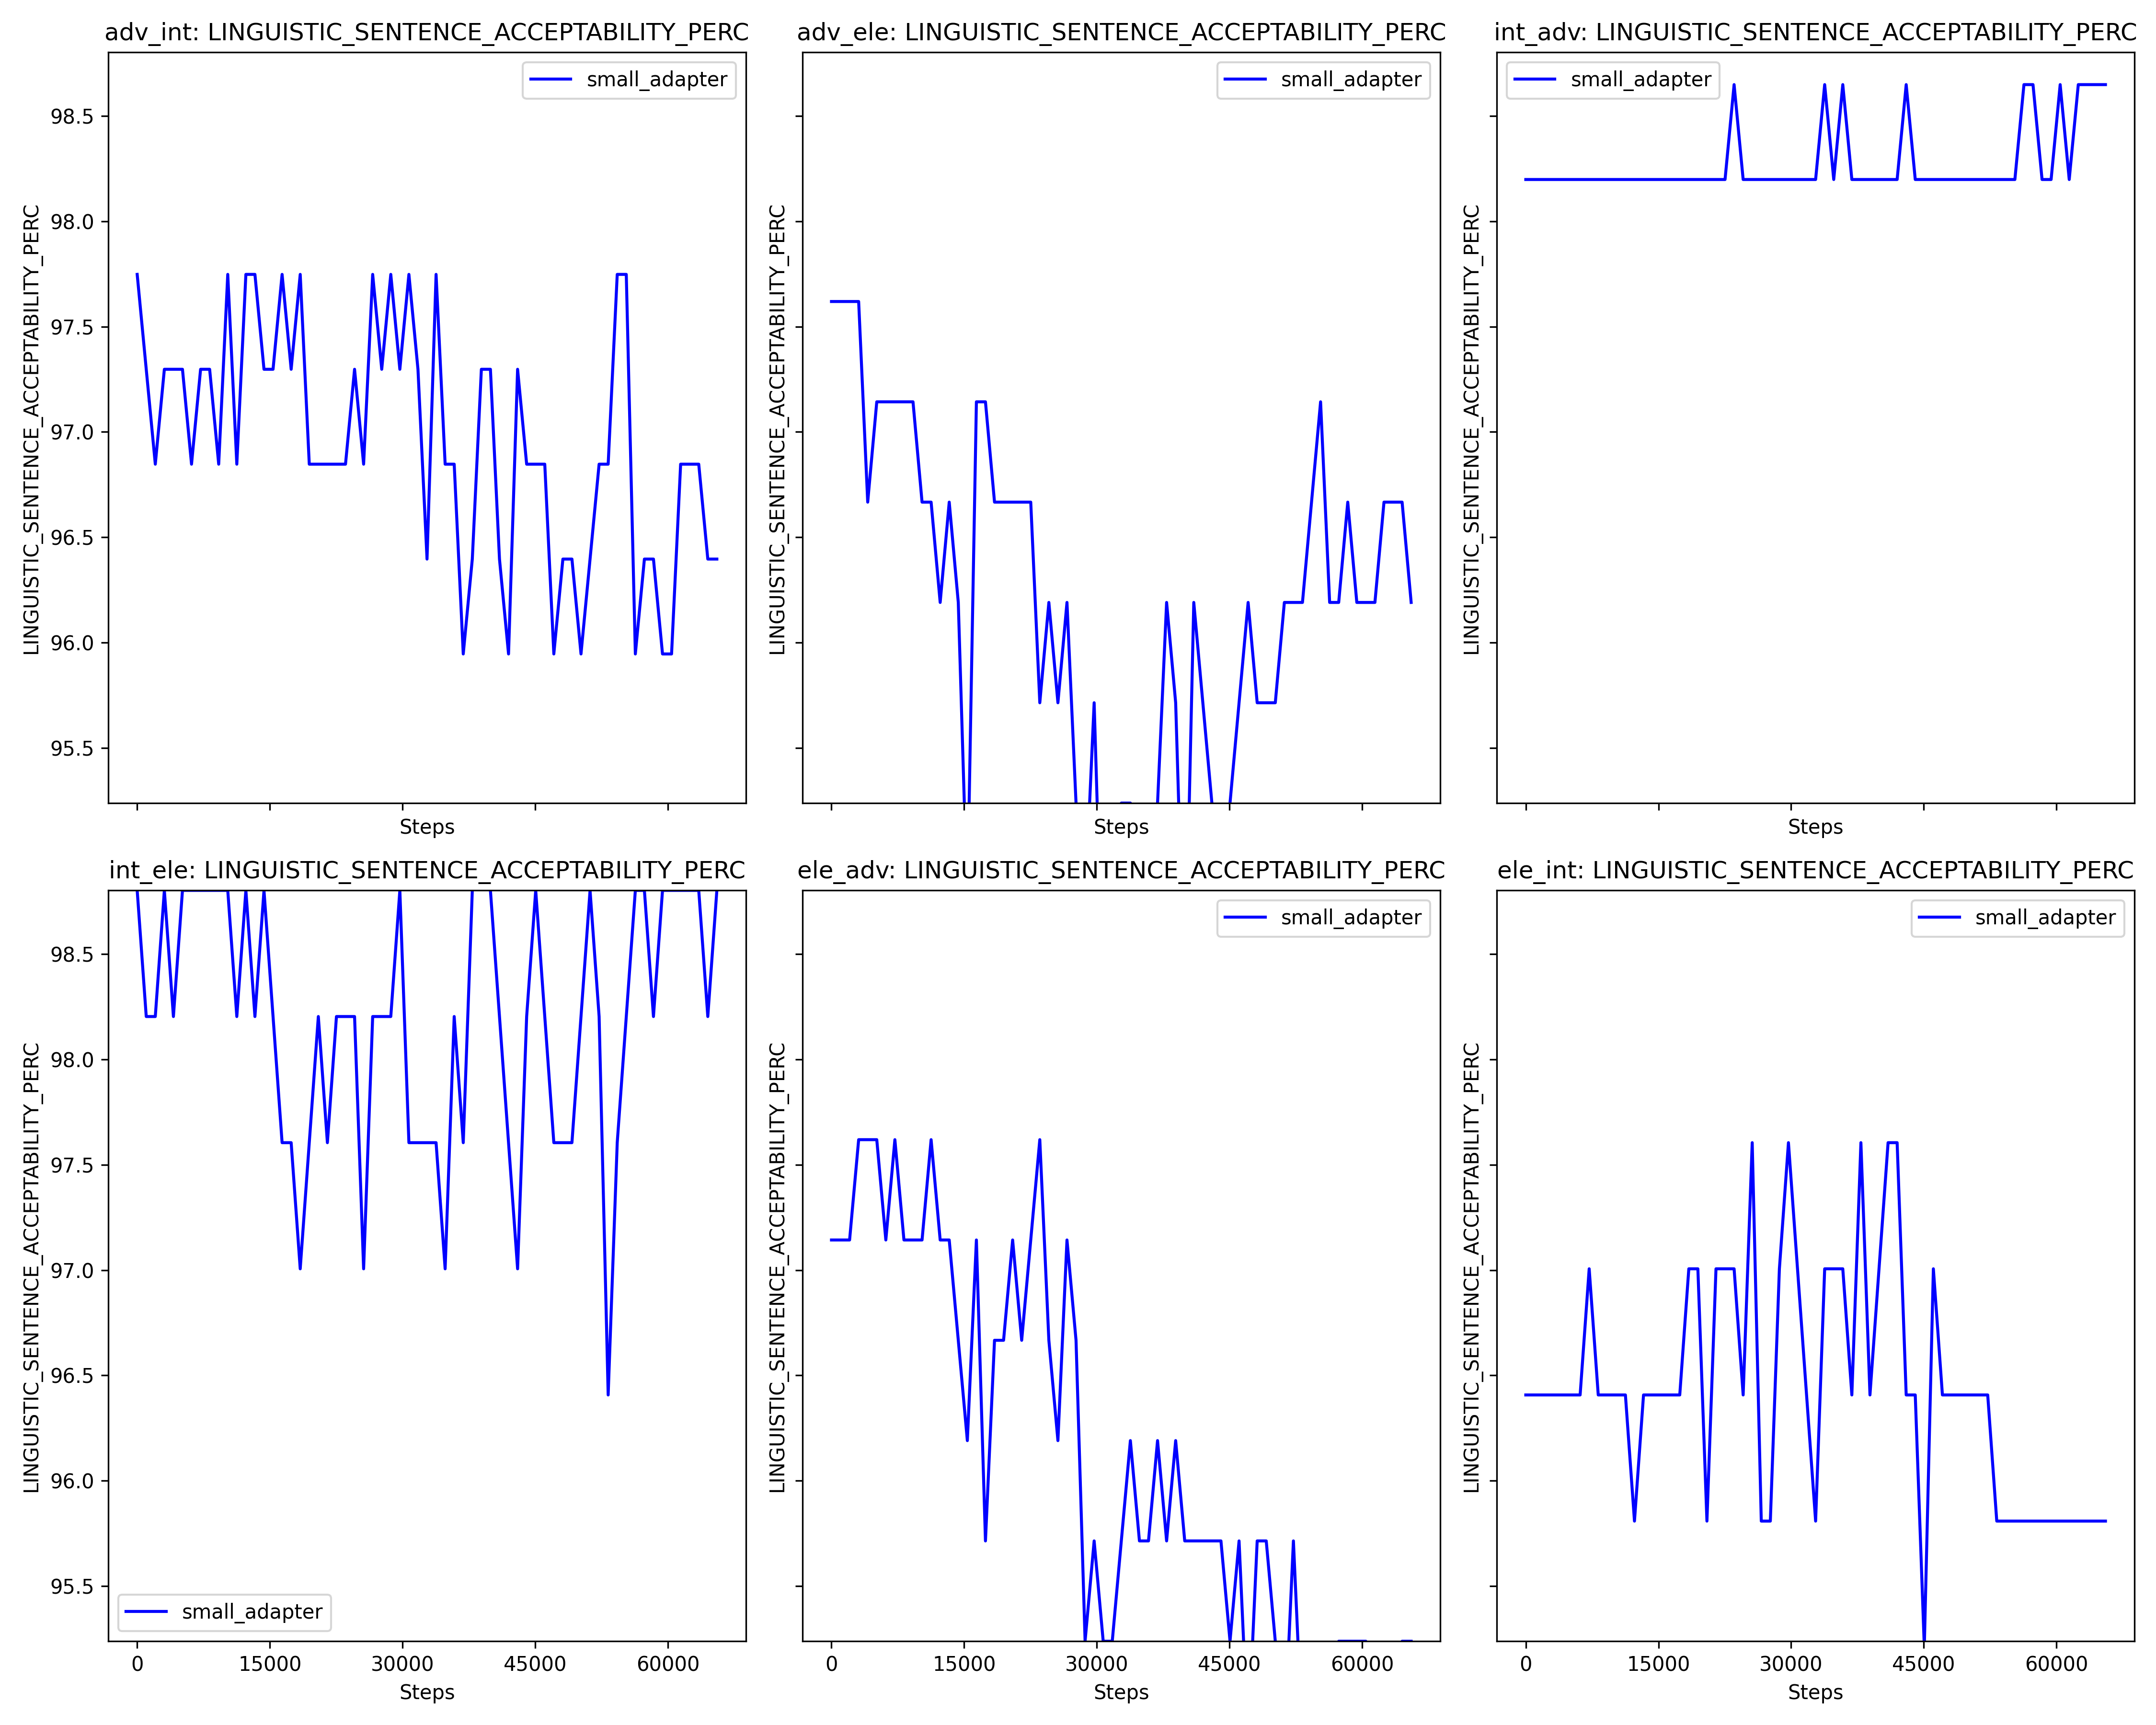 adv_int: LINGUISTIC_SENTENCE_ACCEPTABILITY_PERC
small_adapter
LINGUISTIC_SENTENCE_ACCEPTABILITY_PERC
98.5
98.0
97.5
97.0
96.5
96.0
95.5
Steps
adv_ele: LINGUISTIC_SENTENCE_ACCEPTABILITY_PERC
small_adapter
LINGUISTIC_SENTENCE_ACCEPTABILITY_PERC
Steps
int_adv: LINGUISTIC_SENTENCE_ACCEPTABILITY_PERC
small_adapter
LINGUISTIC_SENTENCE_ACCEPTABILITY_PERC
Steps
int_ele: LINGUISTIC_SENTENCE_ACCEPTABILITY_PERC
LINGUISTIC_SENTENCE_ACCEPTABILITY_PERC
98.5
98.0
97.5
97.0
96.5
96.0
95.5
small_adapter
0 15000 30000 45000 60000
Steps
ele_adv: LINGUISTIC_SENTENCE_ACCEPTABILITY_PERC
small_adapter
LINGUISTIC_SENTENCE_ACCEPTABILITY_PERC
0 15000 30000 45000 60000
Steps
ele_int: LINGUISTIC_SENTENCE_ACCEPTABILITY_PERC
small_adapter
LINGUISTIC_SENTENCE_ACCEPTABILITY_PERC
0 15000 30000 45000 60000
Steps